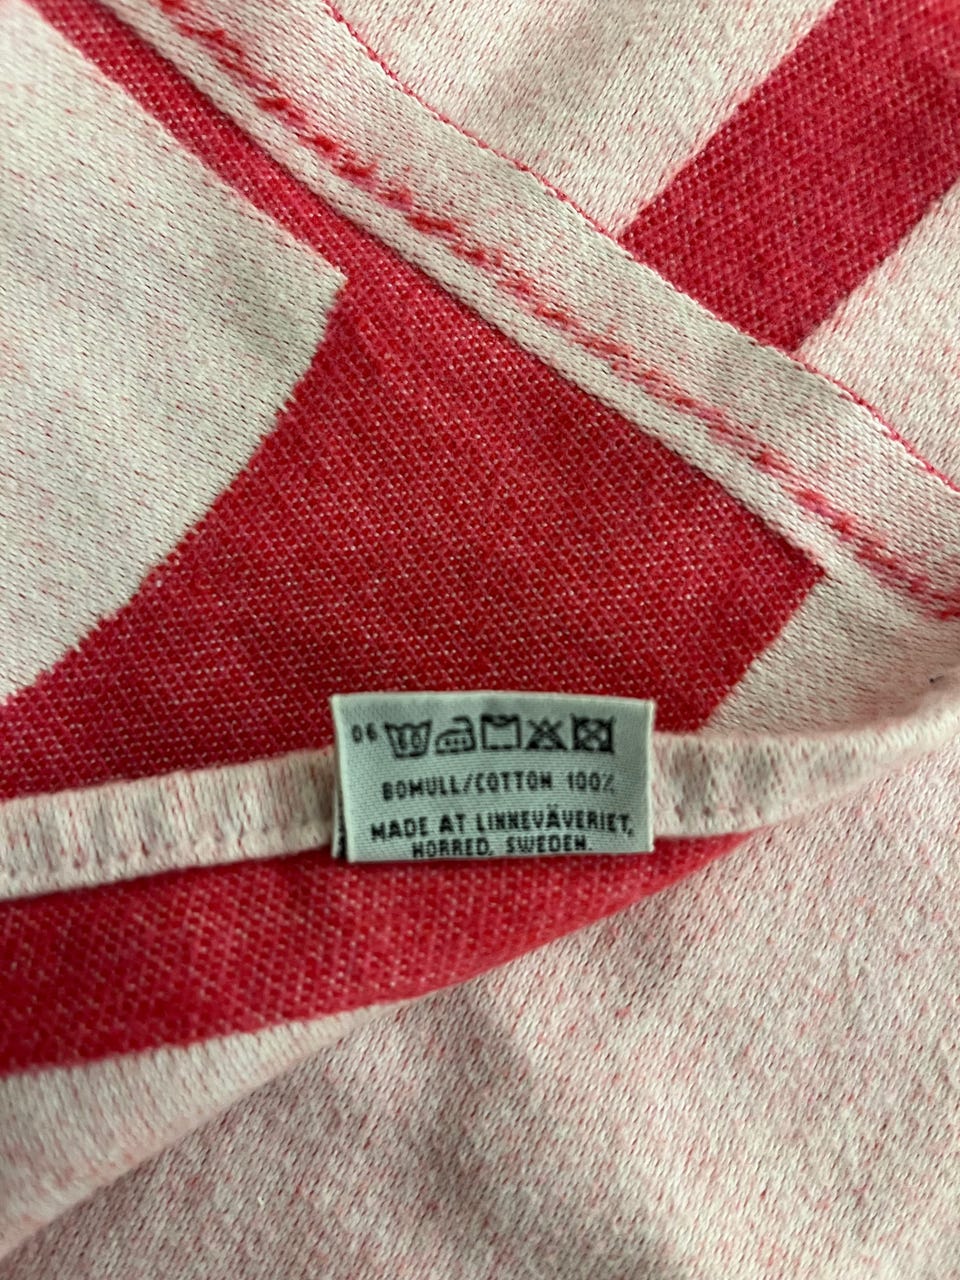 06
BOMULL/COTTON 100%
MADE AT LINNEVÄVERIET,
HORRED, SWEDEN.